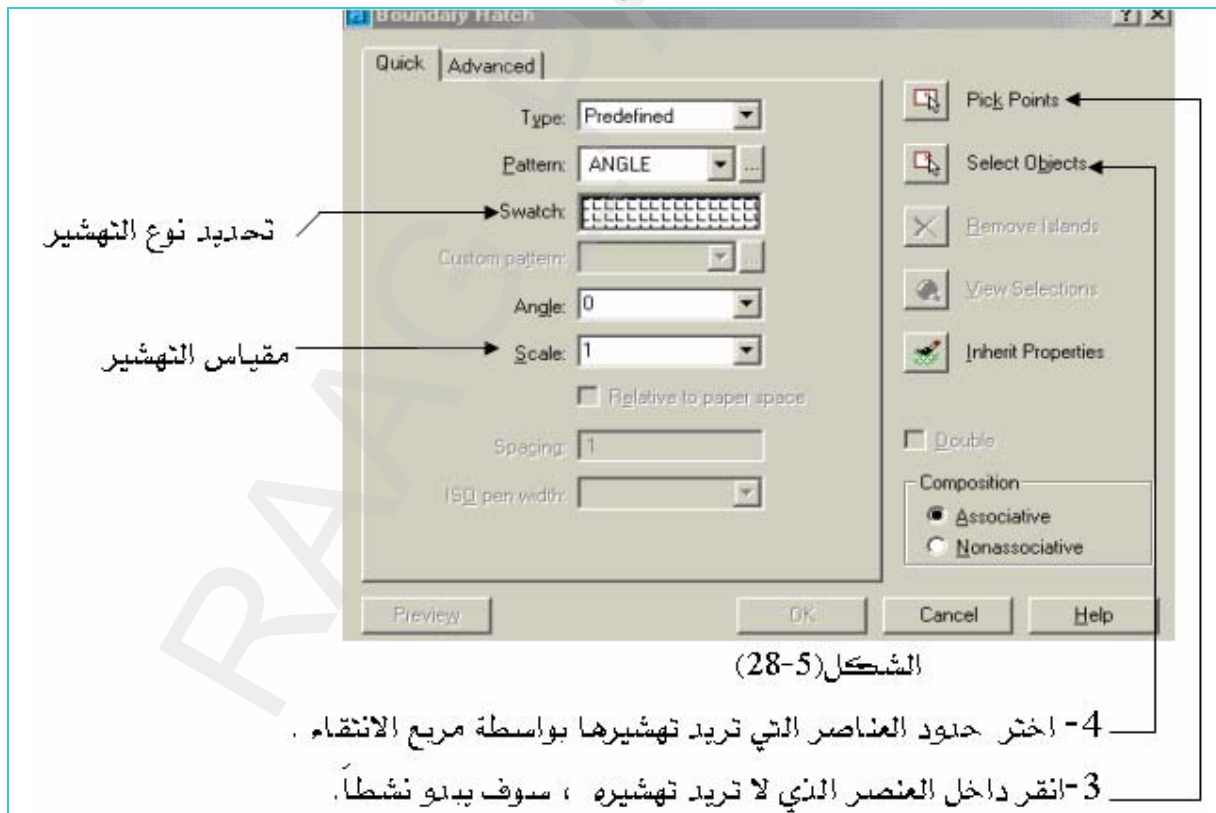 Boundary Hatch
Quick
Advanced
Type: Predefined
Pattern: ANGLE
Swatch:
Custom pattern:
Angle: 0
Scale: 1
Relative to paper space
Spacing: 1
ISO pen width:
Pick Points
Select Objects
Remove Islands
View Selections
Inherit Properties
Double
Composition
Associative
Nonassociative
Preview
OK
Cancel
Help
تحديد نوع التهشير
مقياس التهشير
الشكل(5-28)
4- اختر حدود العناصر التي تريد تهشيرها بواسطة مربع الانتقاء .
3-انقر داخل العنصر الذي لا تريد تهشيره ، سوف يبدو نشطاً.